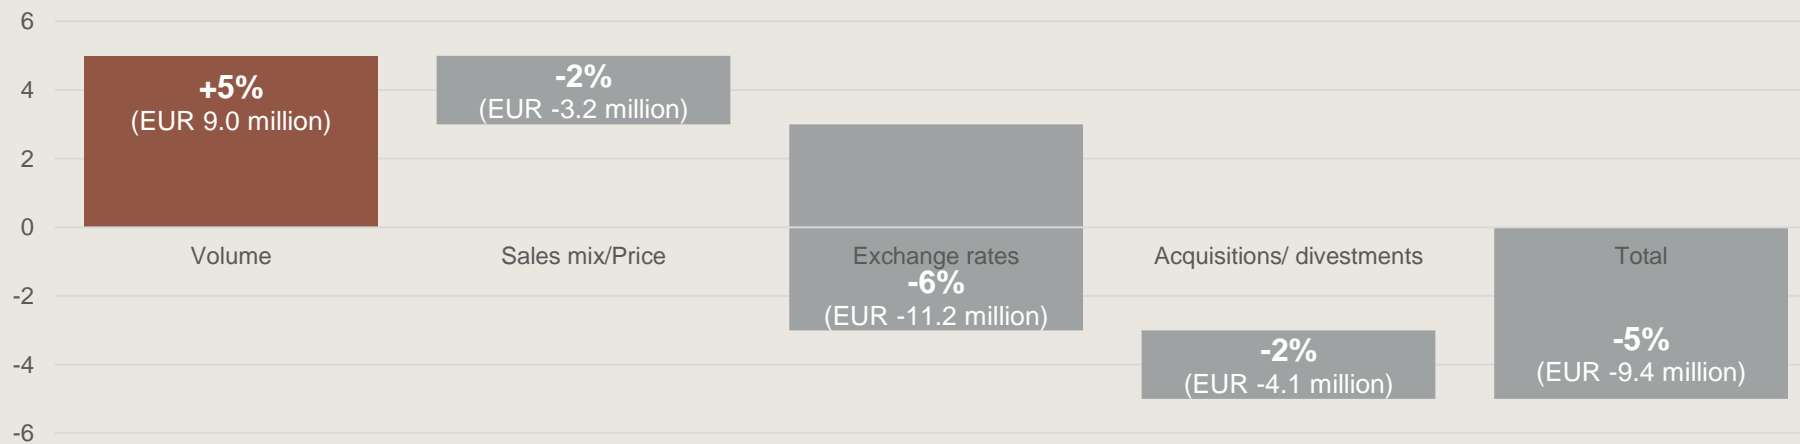 6
4
2
0
-2
-4
-6
+5%
(EUR 9.0 million)
Volume
-2%
(EUR -3.2 million)
Sales mix/Price
Exchange rates
-6%
(EUR -11.2 million)
Acquisitions/ divestments
-2%
(EUR -4.1 million)
Total
-5%
(EUR -9.4 million)